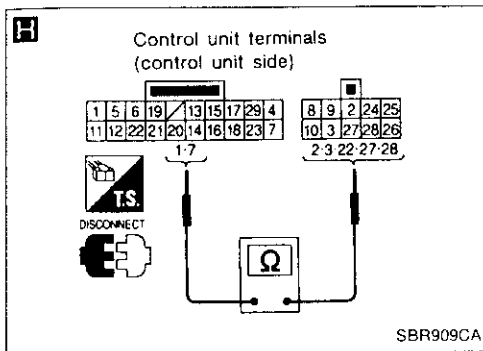 H
Control unit terminals
(control unit side)
1 5 6 19 13 15 17 29 4
11 12 22 21 20 14 16 18 23 7
8 9 2 24 25
10 3 27 28 26
1·7
2·3·22·27·28
T.S.
DISCONNECT
Ω
SBR909CA